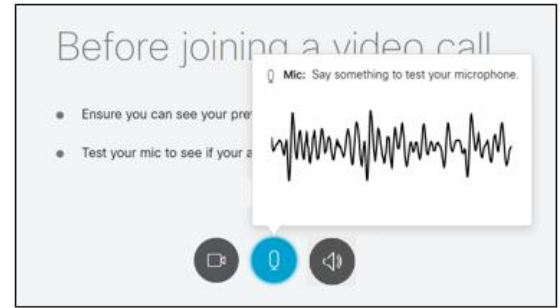 Before joining a video call
Mic: Say something to test your microphone.
Ensure you can see your
Test your mic to see if your